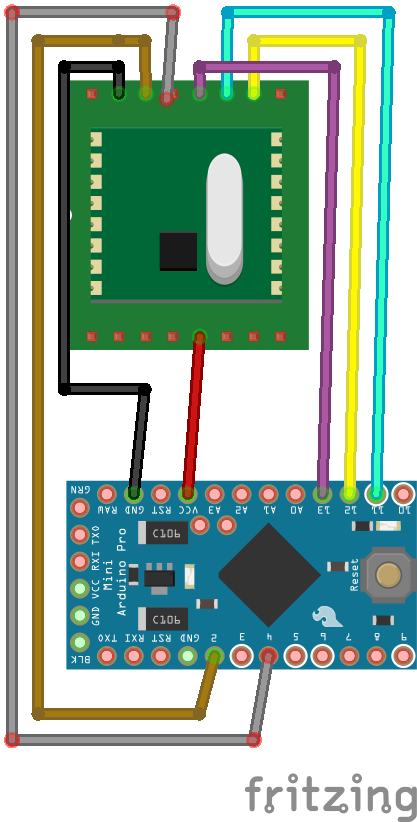 GRN
RAW GND RST VCC A3 A2 A1 A0 13 12 11 10
TXO
RXI
VCC
GND
BLK
Arduino Pro
Mini
C106
C106
Reset
TXO RXI RST GND 2 3 4 5 6 7 8 9
fritzing